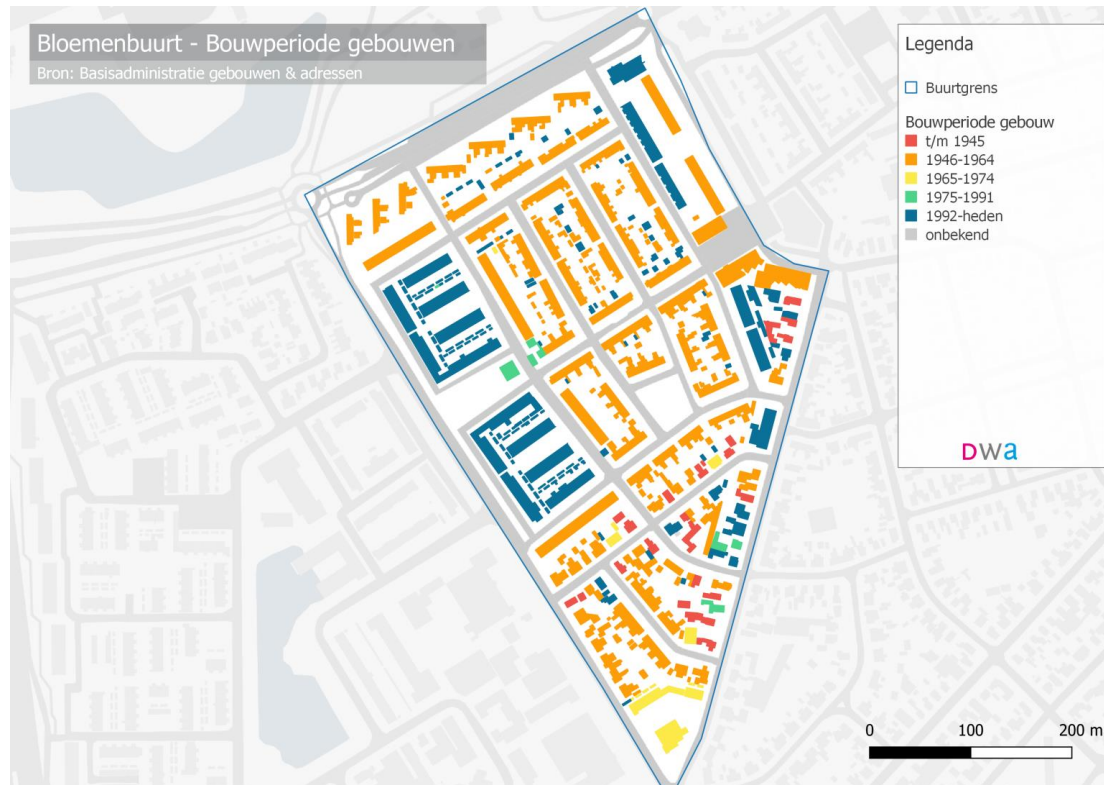 Bloemenbuurt - Bouwperiode gebouwen
Bron: Basisadministratie gebouwen & adressen
Legenda
Buurtgrens
Bouwperiode gebouw
t/m 1945
1946-1964
1965-1974
1975-1991
1992-heden
onbekend
DWa
0 100 200 m